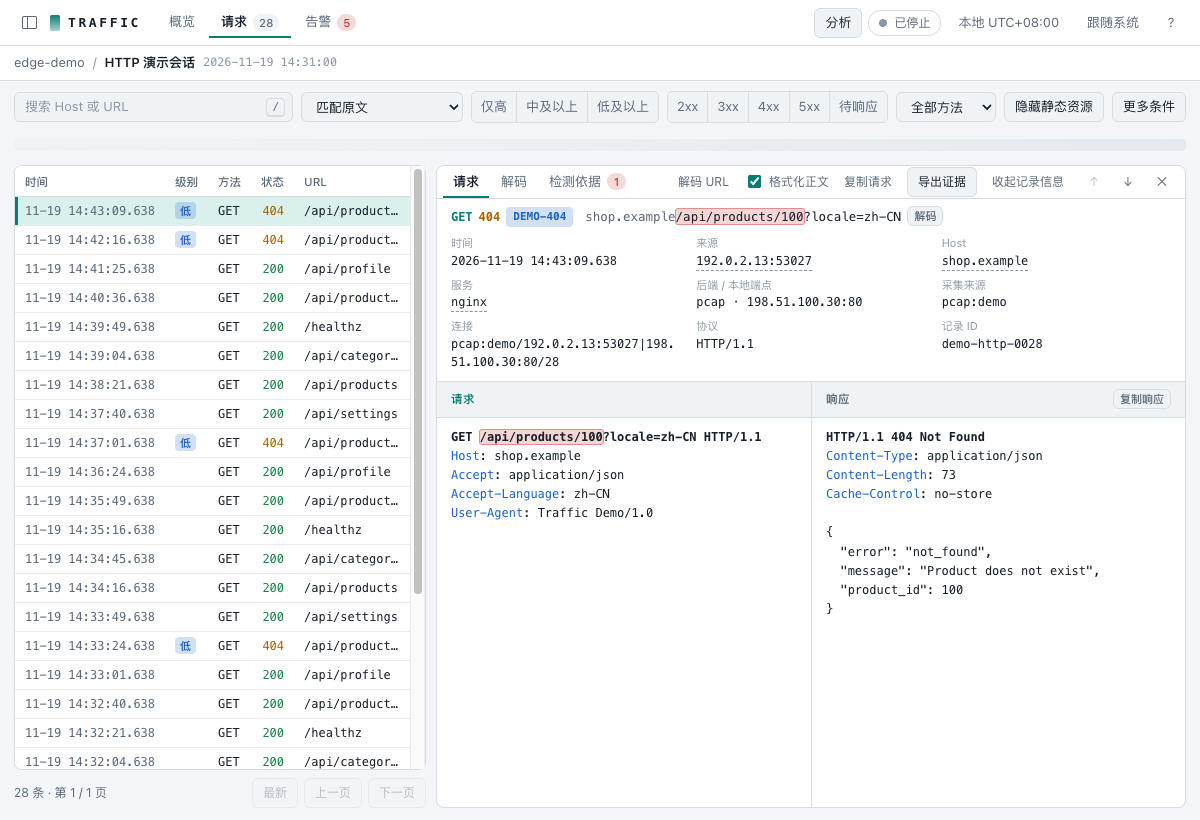 TRAFFIC 概览 请求 28 告警 5 分析 已停止 本地 UTC+08:00 跟随系统 ?
edge-demo / HTTP 演示会话 2026-11-19 14:31:00
搜索 Host 或 URL / 匹配原文 仅高 中及以上 低及以上 2xx 3xx 4xx 5xx 待响应 全部方法 隐藏静态资源 更多条件
时间 级别 方法 状态 URL
11-19 14:43:09.638 低 GET 404 /api/product…
11-19 14:42:16.638 低 GET 404 /api/product…
11-19 14:41:25.638 GET 200 /api/profile
11-19 14:40:36.638 GET 200 /api/product…
11-19 14:39:49.638 GET 200 /healthz
11-19 14:39:04.638 GET 200 /api/categor…
11-19 14:38:21.638 GET 200 /api/products
11-19 14:37:40.638 GET 200 /api/settings
11-19 14:37:01.638 低 GET 404 /api/product…
11-19 14:36:24.638 GET 200 /api/profile
11-19 14:35:49.638 GET 200 /api/product…
11-19 14:35:16.638 GET 200 /healthz
11-19 14:34:45.638 GET 200 /api/categor…
11-19 14:34:16.638 GET 200 /api/products
11-19 14:33:49.638 GET 200 /api/settings
11-19 14:33:24.638 低 GET 404 /api/product…
11-19 14:33:01.638 GET 200 /api/profile
11-19 14:32:40.638 GET 200 /api/product…
11-19 14:32:21.638 GET 200 /healthz
11-19 14:32:04.638 GET 200 /api/categor…
28 条 · 第 1 / 1 页 最新 上一页 下一页
请求 解码 检测依据 1 解码 URL 格式化正文 复制请求 导出证据 收起记录信息 ↑ ↓ ×
GET 404 DEMO-404 shop.example/api/products/100?locale=zh-CN 解码
时间 来源 Host
2026-11-19 14:43:09.638 192.0.2.13:53027 shop.example
服务 后端 / 本地端点 采集来源
nginx pcap · 198.51.100.30:80 pcap:demo
连接 协议 记录 ID
pcap:demo/192.0.2.13:53027|198. HTTP/1.1 demo-http-0028
51.100.30:80/28
请求
GET /api/products/100?locale=zh-CN HTTP/1.1
Host: shop.example
Accept: application/json
Accept-Language: zh-CN
User-Agent: Traffic Demo/1.0
响应 复制响应
HTTP/1.1 404 Not Found
Content-Type: application/json
Content-Length: 73
Cache-Control: no-store
{
"error": "not_found",
"message": "Product does not exist",
"product_id": 100
}